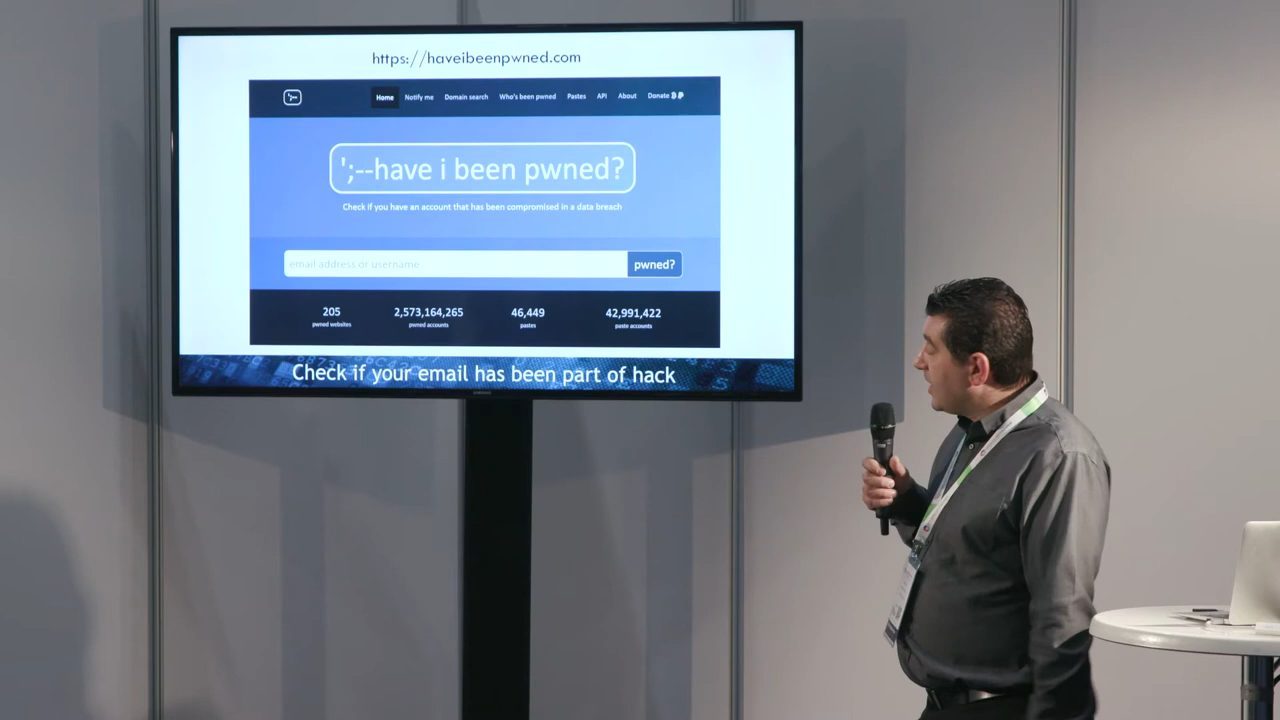 https://haveibeenpwned.com
';--
Home Notify me Domain search Who's been pwned Pastes API About Donate
';--have i been pwned?
Check if you have an account that has been compromised in a data breach
email address or username pwned?
205 2,573,164,265 46,449 42,991,422
pwned websites pwned accounts pastes paste accounts
Check if your email has been part of hack
SAMSUNG